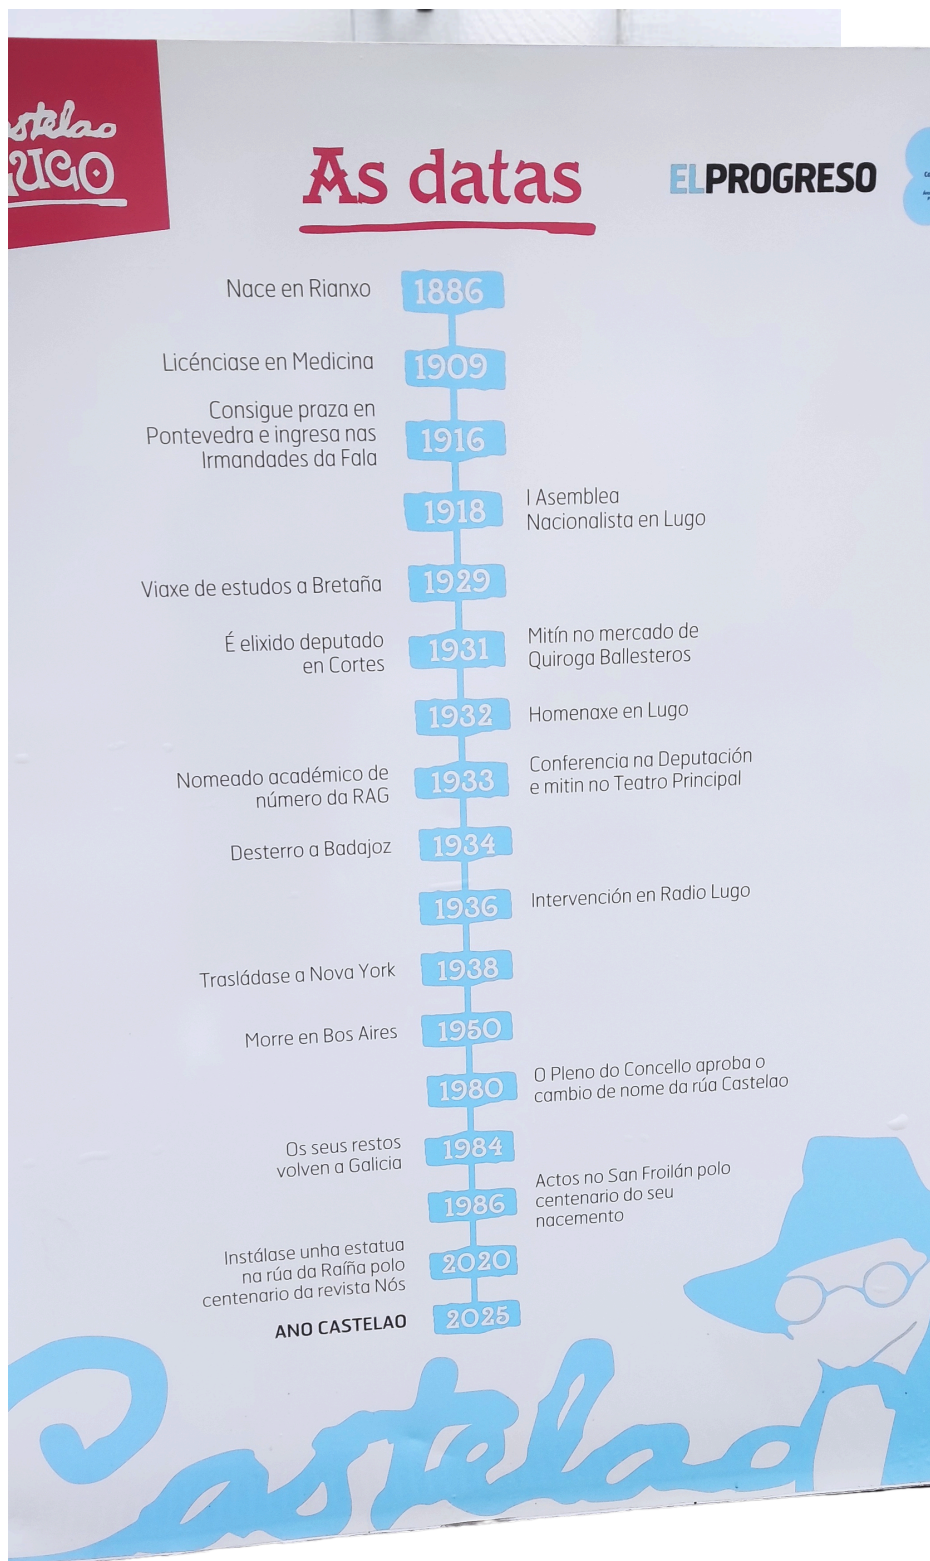 LUGO
As datas
ELPROGRESO
Nace en Rianxo
1886
Licénciase en Medicina
1909
Consigue praza en
Pontevedra e ingresa nas
Irmandades da Fala
1916
1918
I Asemblea
Nacionalista en Lugo
Viaxe de estudos a Bretaña
1929
É elixido deputado
en Cortes
1931
Mitín no mercado de
Quiroga Ballesteros
1932
Homenaxe en Lugo
Nomeado académico de
número da RAG
1933
Conferencia na Deputación
e mitin no Teatro Principal
Desterro a Badajoz
1934
1936
Intervención en Radio Lugo
Trasládase a Nova York
1938
Morre en Bos Aires
1950
1980
O Pleno do Concello aproba o
cambio de nome da rúa Castelao
Os seus restos
volven a Galicia
1984
1986
Actos no San Froilán polo
centenario do seu
nacemento
Instálase unha estatua
na rúa da Raíña polo
centenario da revista Nós
2020
ANO CASTELAO
2025
Castelao